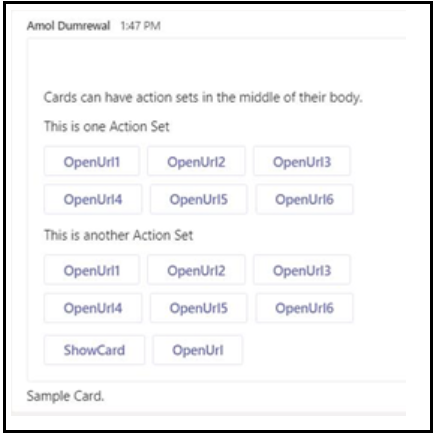 Amol Dumrewal 1:47 PM
Cards can have action sets in the middle of their body.
This is one Action Set
OpenUrl1 OpenUrl2 OpenUrl3
OpenUrl4 OpenUrl5 OpenUrl6
This is another Action Set
OpenUrl1 OpenUrl2 OpenUrl3
OpenUrl4 OpenUrl5 OpenUrl6
ShowCard OpenUrl
Sample Card.